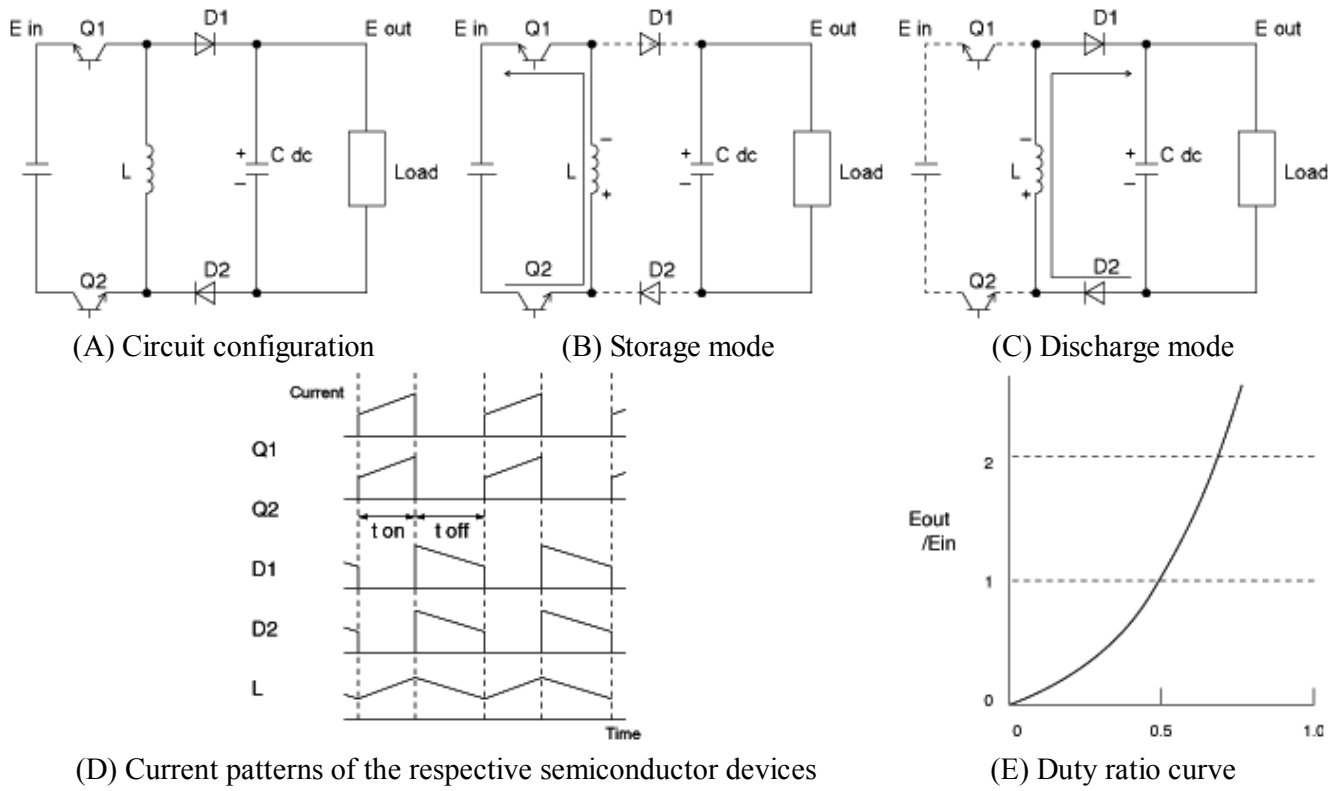 E in
Q1
D1
E out
L
+
C dc
–
Load
Q2
D2
(A) Circuit configuration
E in
Q1
D1
E out
–
L
+
+
C dc
–
Load
Q2
D2
(B) Storage mode
E in
Q1
D1
E out
–
L
+
+
C dc
–
Load
Q2
D2
(C) Discharge mode
Current
Q1
Q2
t on
t off
D1
D2
L
Time
(D) Current patterns of the respective semiconductor devices
2
Eout
/Ein
1
0
0
0.5
1.0
(E) Duty ratio curve